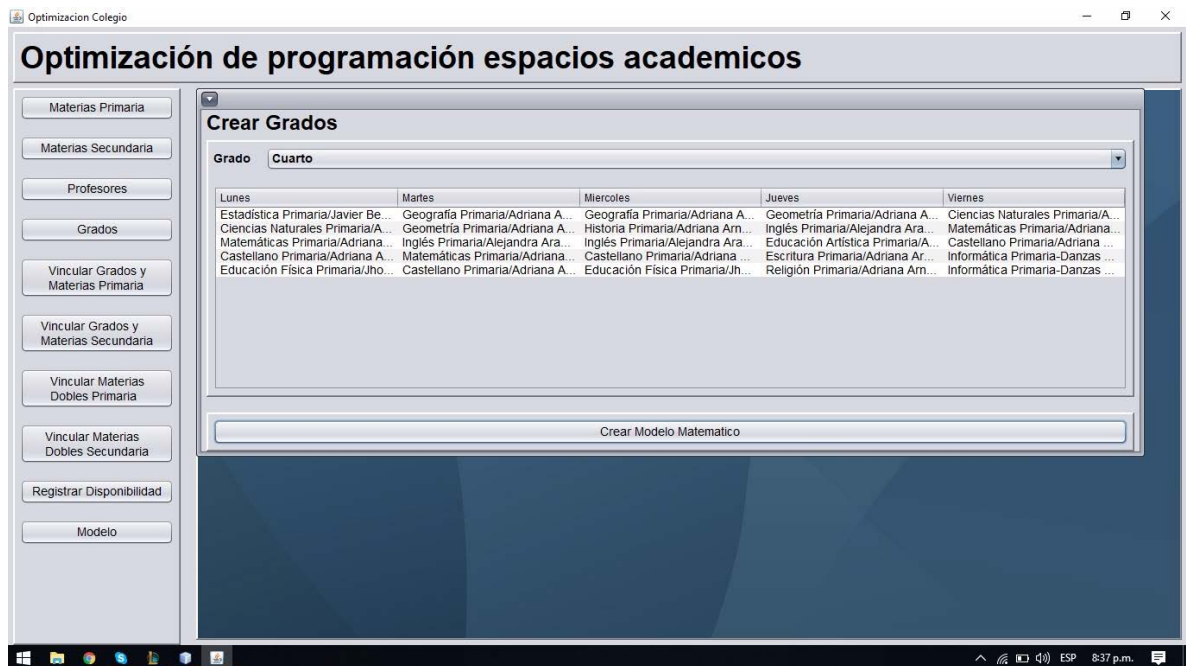 Optimizacion Colegio
Optimización de programación espacios academicos
Materias Primaria
Materias Secundaria
Profesores
Grados
Vincular Grados y
Materias Primaria
Vincular Grados y
Materias Secundaria
Vincular Materias
Dobles Primaria
Vincular Materias
Dobles Secundaria
Registrar Disponibilidad
Modelo
Crear Grados
Grado Cuarto
Lunes Martes Miercoles Jueves Viernes
Estadística Primaria/Javier Be... Geografía Primaria/Adriana A... Geografía Primaria/Adriana A... Geometría Primaria/Adriana A... Ciencias Naturales Primaria/A...
Ciencias Naturales Primaria/A... Geometría Primaria/Adriana A... Historia Primaria/Adriana Arn... Inglés Primaria/Alejandra Ara... Matemáticas Primaria/Adriana...
Matemáticas Primaria/Adriana... Inglés Primaria/Alejandra Ara... Inglés Primaria/Alejandra Ara... Educación Artística Primaria/A... Castellano Primaria/Adriana ...
Castellano Primaria/Adriana A... Matemáticas Primaria/Adriana... Castellano Primaria/Adriana ... Escritura Primaria/Adriana Ar... Informática Primaria-Danzas ...
Educación Física Primaria/Jho... Castellano Primaria/Adriana A... Educación Física Primaria/Jh... Religión Primaria/Adriana Arn... Informática Primaria-Danzas ...
Crear Modelo Matematico
ESP 8:37 p.m.